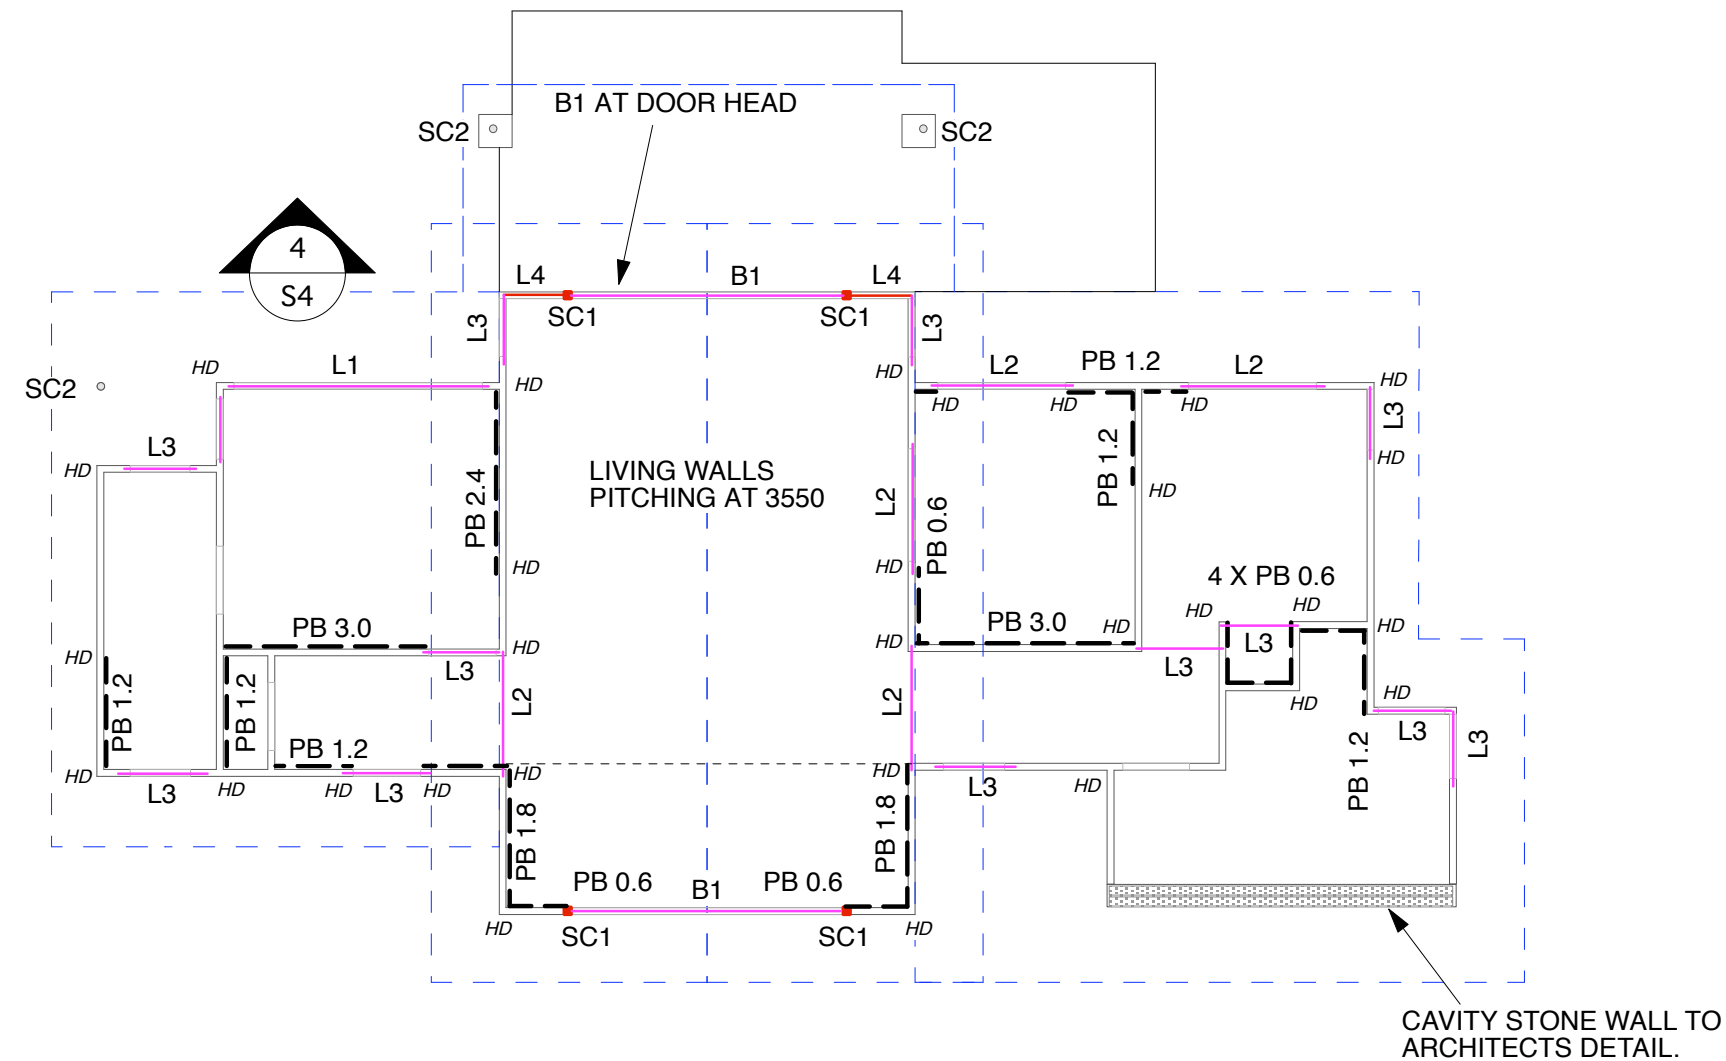 B1 AT DOOR HEAD
SC2
SC2
4
S4
L4
B1
L4
SC1
SC1
L3
L3
HD
L1
HD
HD
L2
PB 1.2
L2
HD
SC2
HD
HD
HD
L3
L3
HD
PB 2.4
LIVING WALLS
PITCHING AT 3550
L2
PB 1.2
HD
HD
PB 0.6
HD
HD
4 X PB 0.6
HD
HD
PB 3.0
PB 3.0
HD
HD
HD
HD
HD
L3
L3
L3
HD
PB 1.2
PB 1.2
L2
L2
HD
HD
L3
L3
PB 1.2
PB 1.2
HD
HD
HD
L3
HD
HD
L3
HD
L3
HD
PB 1.8
PB 1.8
PB 0.6
B1
PB 0.6
HD
SC1
SC1
HD
CAVITY STONE WALL TO
ARCHITECTS DETAIL.